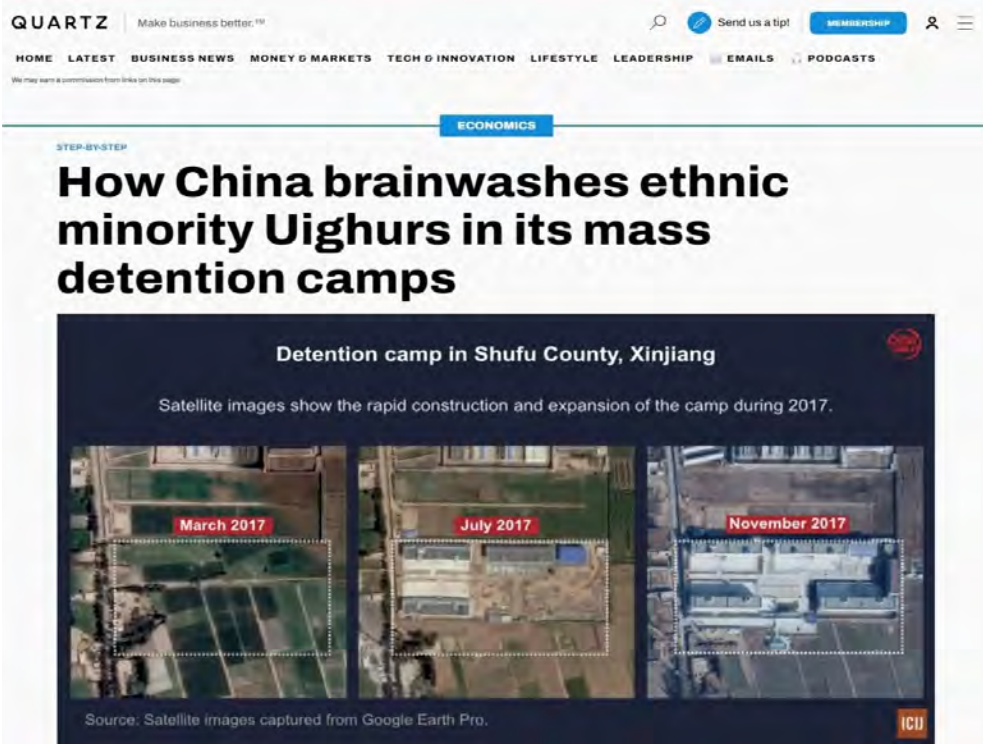 QUARTZ
Make business better.™
Send us a tip!
MEMBERSHIP
HOME LATEST BUSINESS NEWS MONEY & MARKETS TECH & INNOVATION LIFESTYLE LEADERSHIP EMAILS PODCASTS
We may earn a commission from links on this page.
ECONOMICS
STEP-BY-STEP
How China brainwashes ethnic
minority Uighurs in its mass
detention camps
Detention camp in Shufu County, Xinjiang
Satellite images show the rapid construction and expansion of the camp during 2017.
March 2017
July 2017
November 2017
Source: Satellite images captured from Google Earth Pro.
ICIJ